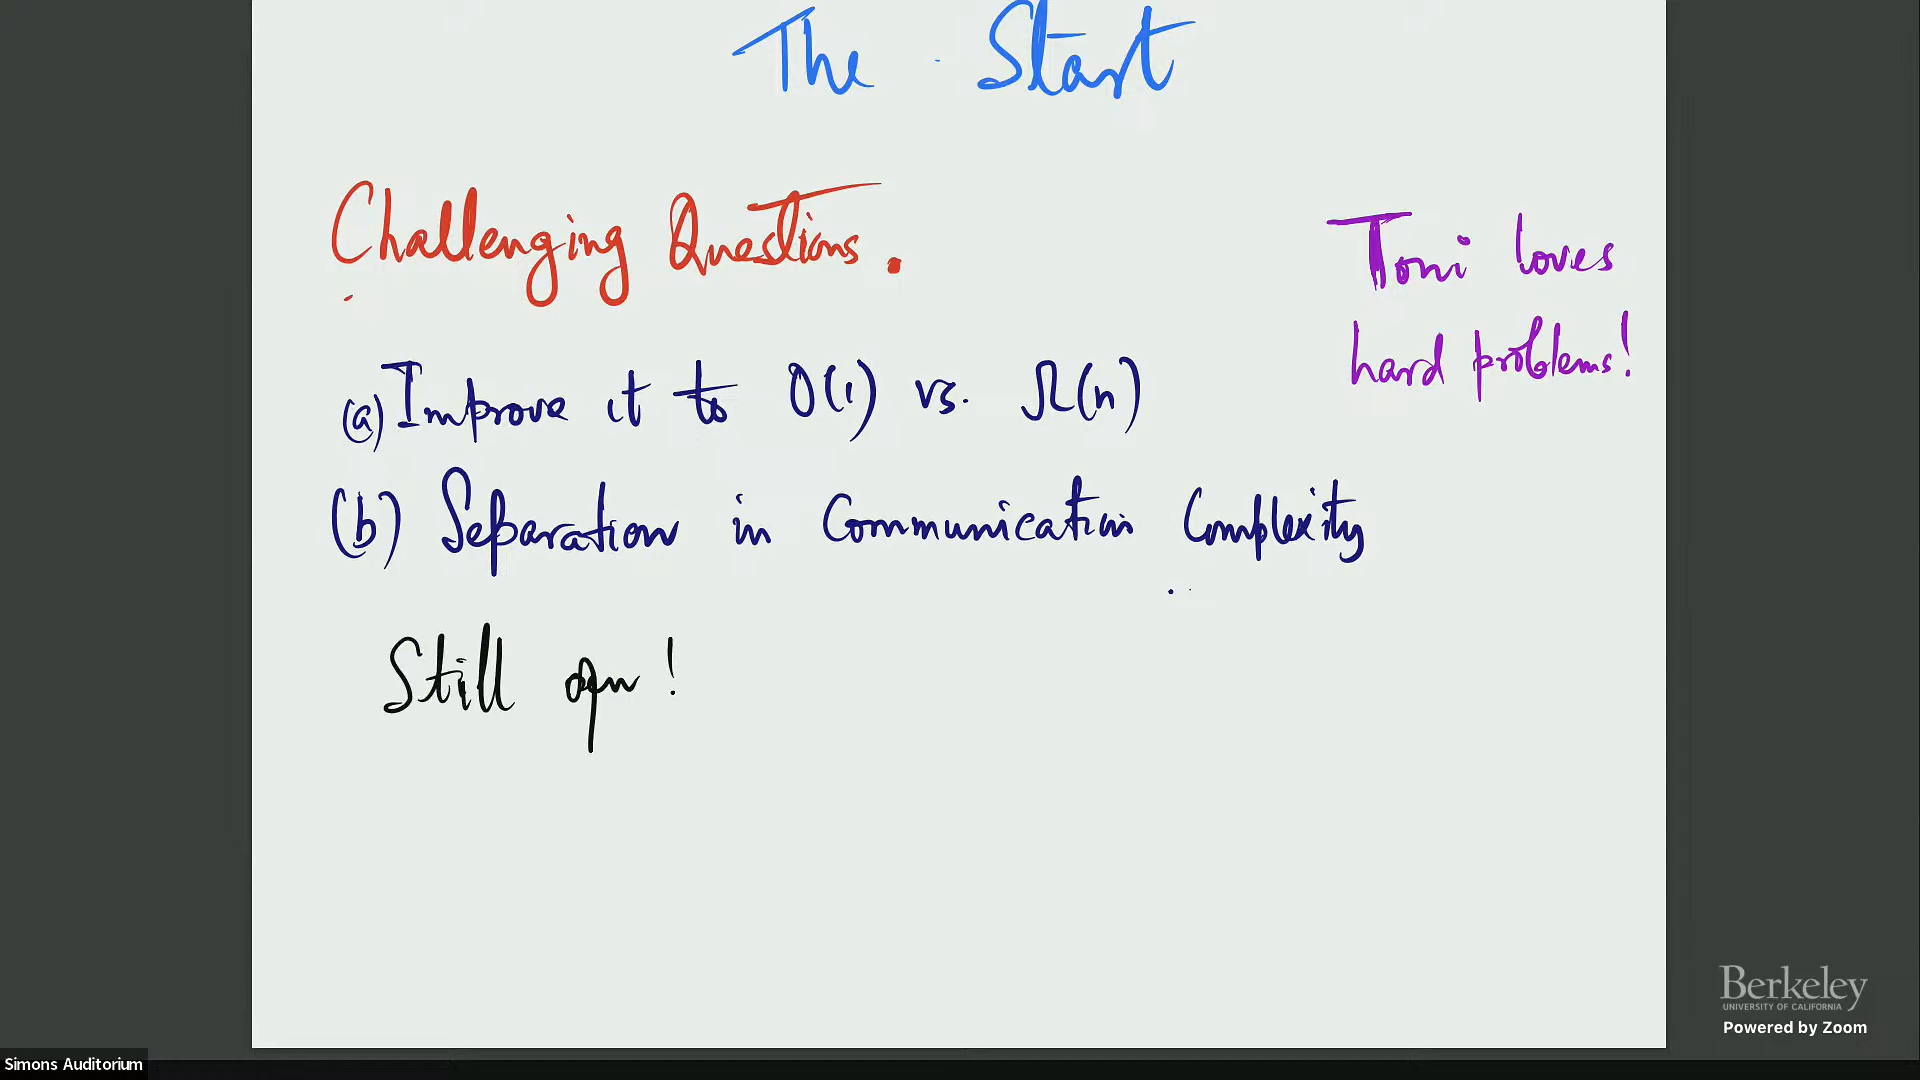 The Start
Challenging Questions.
Toni loves
hard problems!
(a) Improve it to O(1) vs. Ω(n)
(b) Separation in Communication Complexity
Still open!
Berkeley
UNIVERSITY OF CALIFORNIA
Powered by Zoom
Simons Auditorium